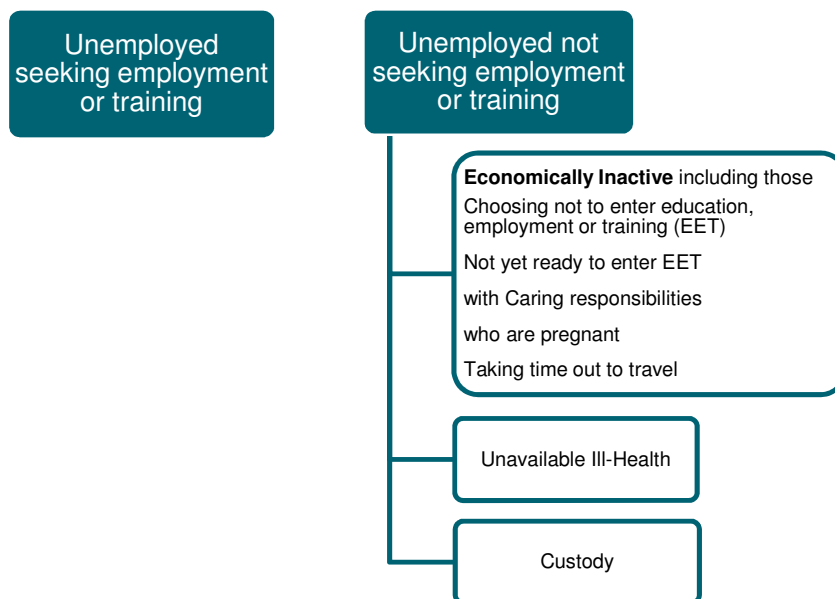 Unemployed
seeking employment
or training
Unemployed not
seeking employment
or training
Economically Inactive including those
Choosing not to enter education,
employment or training (EET)
Not yet ready to enter EET
with Caring responsibilities
who are pregnant
Taking time out to travel
Unavailable Ill-Health
Custody